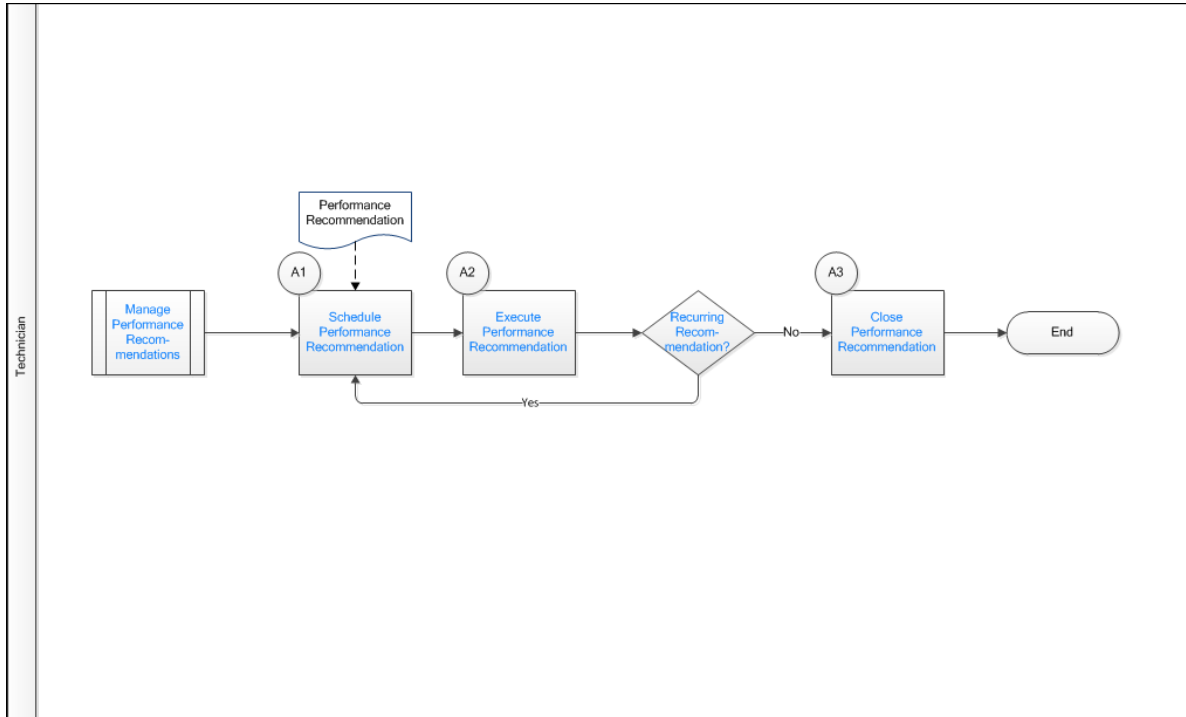 Technician
Performance
Recommendation
A1
A2
A3
Manage
Performance
Recom-
mendations
Schedule
Performance
Recommendation
Execute
Performance
Recommendation
Recurring
Recom-
mendation?
No
Close
Performance
Recommendation
End
Yes